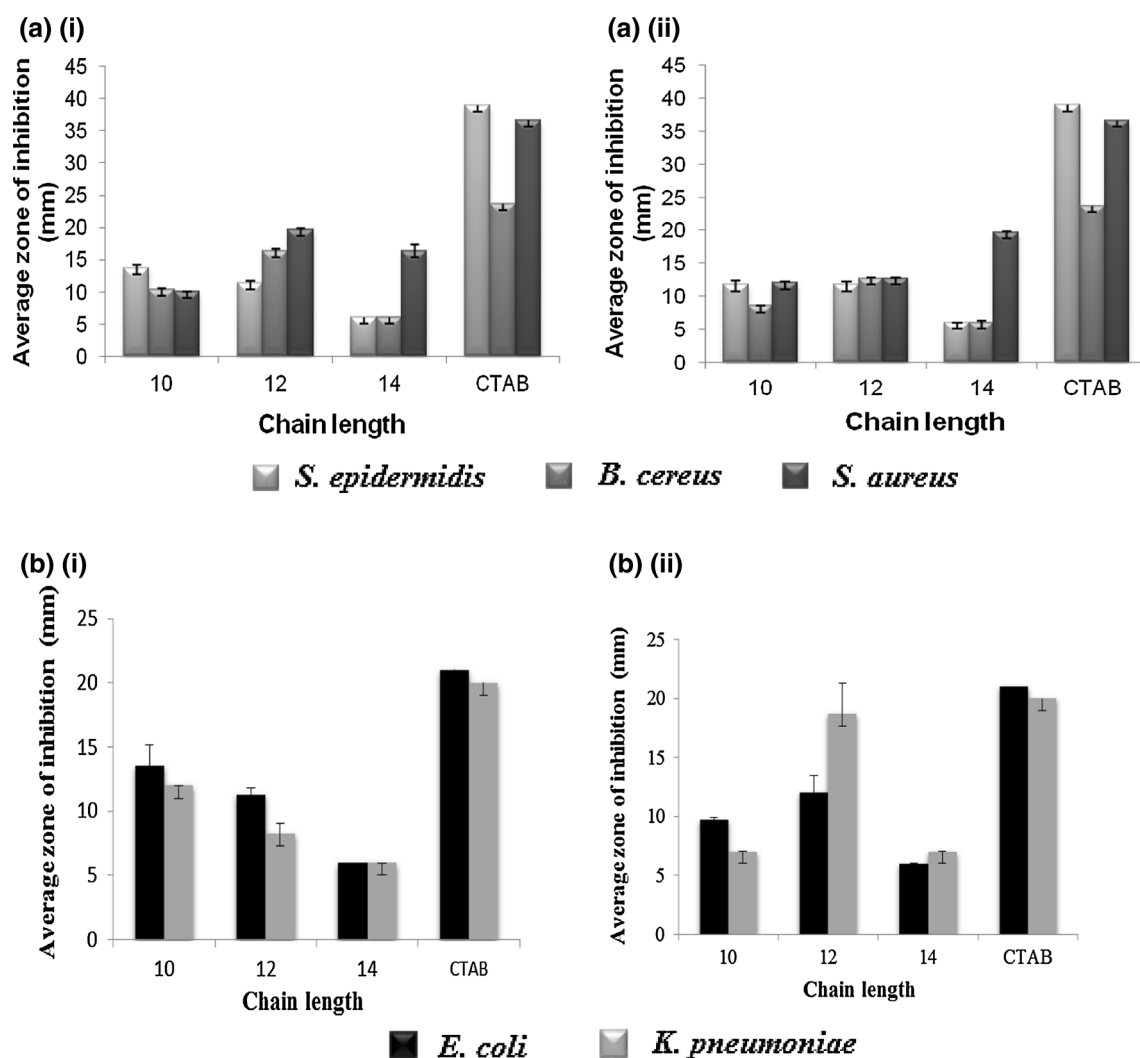 (a) (i)
45
40
35
30
25
20
15
10
5
0
Average zone of inhibition
(mm)
10 12 14 CTAB
Chain length
(a) (ii)
45
40
35
30
25
20
15
10
5
0
Average zone of inhibition
(mm)
10 12 14 CTAB
Chain length
S. epidermidis B. cereus S. aureus
(b) (i)
25
20
15
10
5
0
Average zone of inhibition (mm)
10 12 14 CTAB
Chain length
(b) (ii)
25
20
15
10
5
0
Average zone of inhibition (mm)
10 12 14 CTAB
Chain length
E. coli K. pneumoniae